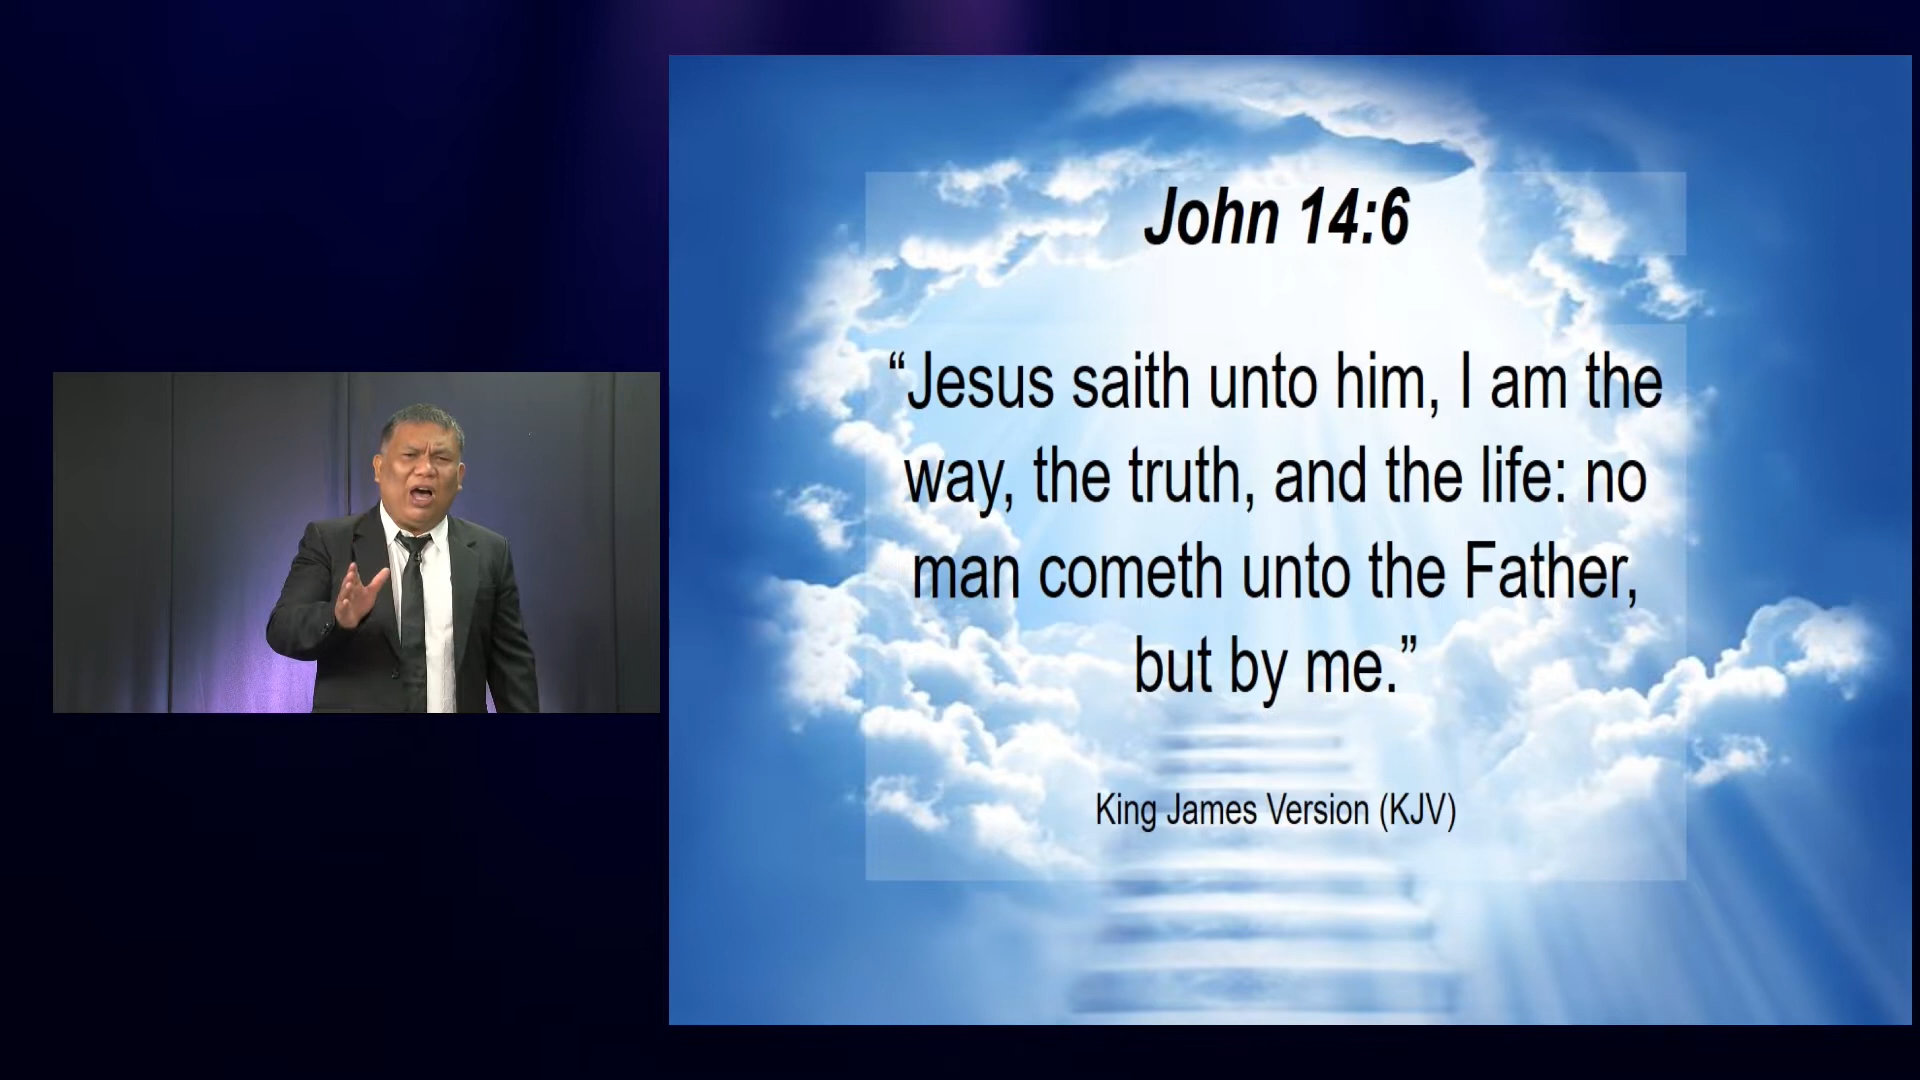 John 14:6
“Jesus saith unto him, I am the
way, the truth, and the life: no
man cometh unto the Father,
but by me.”
King James Version (KJV)